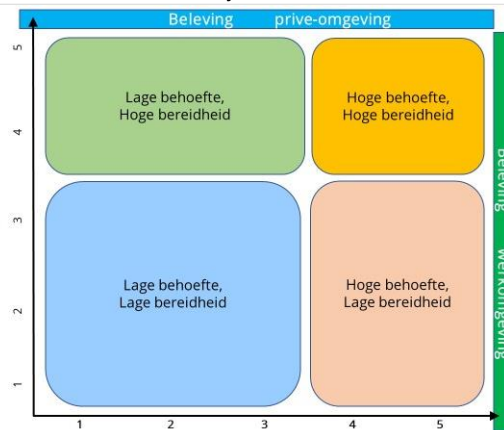 Beleving prive-omgeving
5
4
3
2
1
Lage behoefte,
Hoge bereidheid
Hoge behoefte,
Hoge bereidheid
Lage behoefte,
Lage bereidheid
Hoge behoefte,
Lage bereidheid
Beleving werkomgeving
1 2 3 4 5